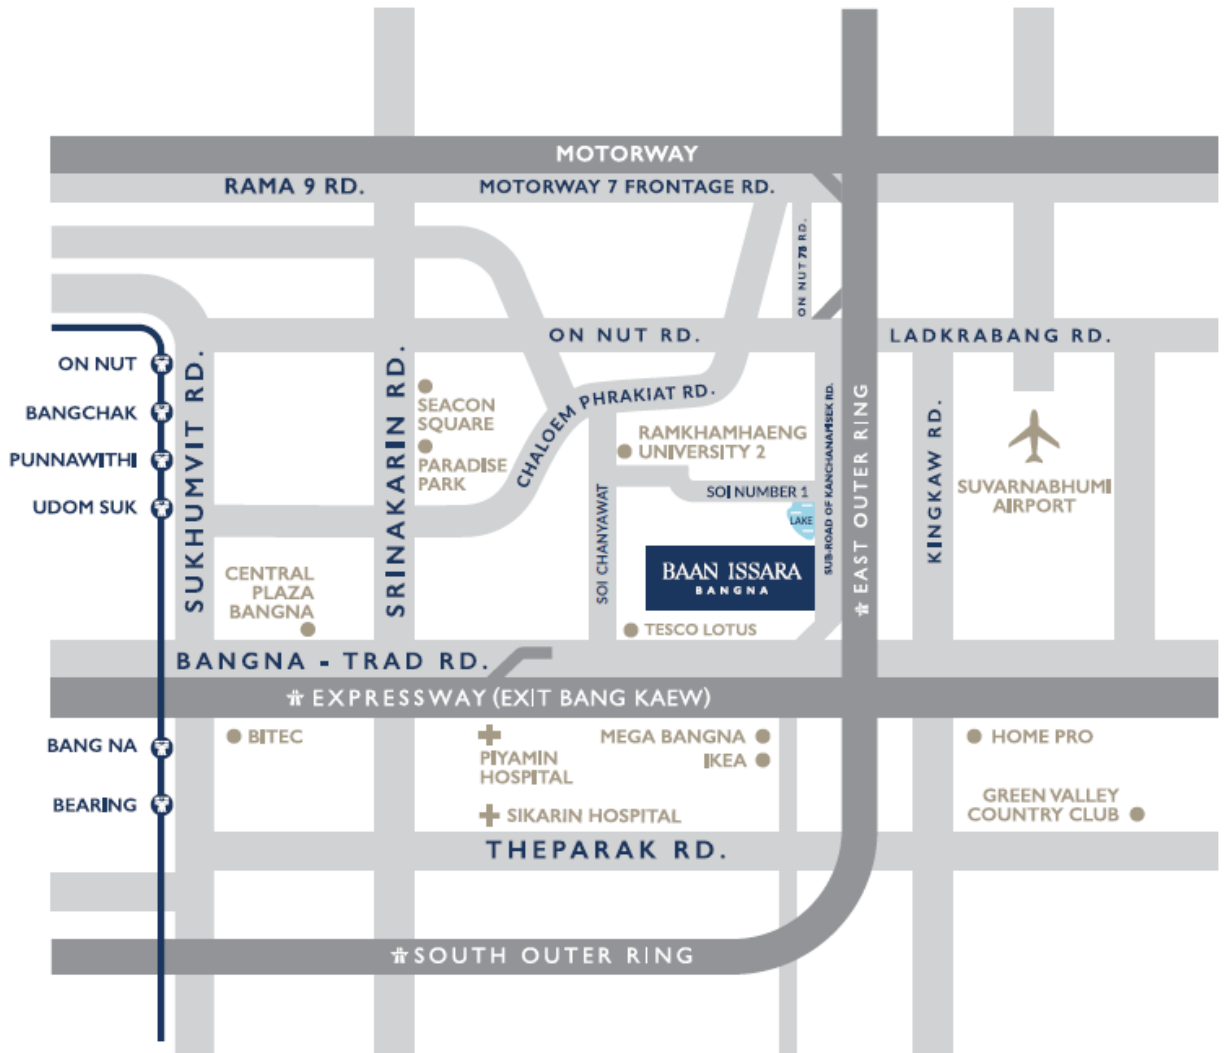 MOTORWAY
RAMA 9 RD.
MOTORWAY 7 FRONTAGE RD.
ON NUT 78 RD.
ON NUT RD.
LADKRABANG RD.
ON NUT
BANGCHAK
PUNNAWITHI
UDOM SUK
SUKHUMVIT RD.
SRINAKARIN RD.
SEACON
SQUARE
PARADISE
PARK
CHALOEM PHRAKIAT RD.
RAMKHAMHAENG
UNIVERSITY 2
SOI NUMBER 1
LAKE
SOI CHANYAWAT
SUB-ROAD OF KANCHANAPISEK RD.
EAST OUTER RING
KINGKAW RD.
SUVARNABHUMI
AIRPORT
BAAN ISSARA
BANGNA
CENTRAL
PLAZA
BANGNA
TESCO LOTUS
BANGNA - TRAD RD.
EXPRESSWAY (EXIT BANG KAEW)
BANG NA
BEARING
BITEC
PIYAMIN
HOSPITAL
SIKARIN HOSPITAL
MEGA BANGNA
IKEA
HOME PRO
GREEN VALLEY
COUNTRY CLUB
THEPARAK RD.
SOUTH OUTER RING